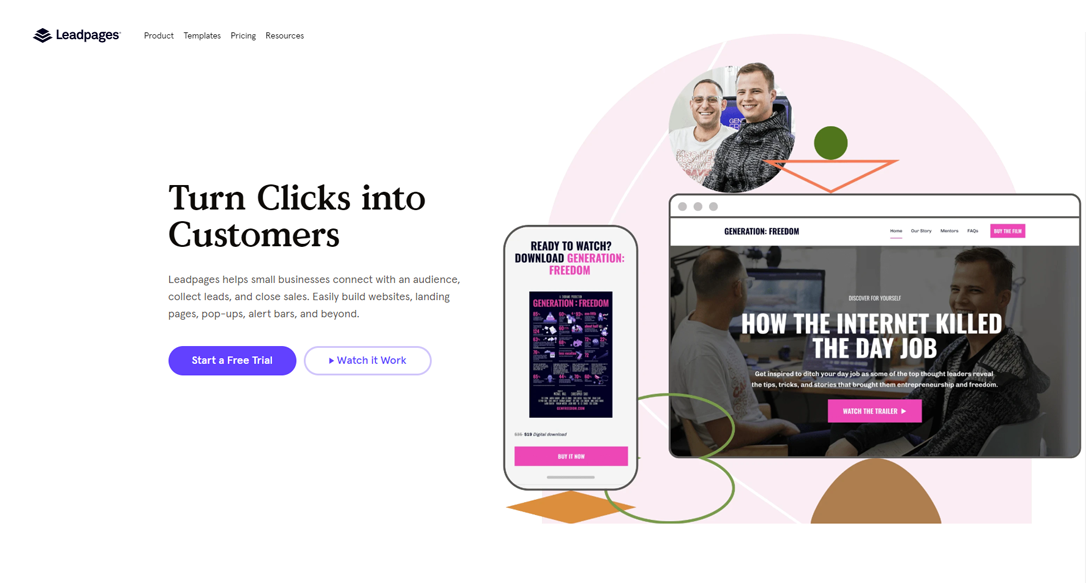 Leadpages
Product Templates Pricing Resources
Turn Clicks into
Customers
Leadpages helps small businesses connect with an audience,
collect leads, and close sales. Easily build websites, landing
pages, pop-ups, alert bars, and beyond.
Start a Free Trial
Watch it Work
READY TO WATCH?
DOWNLOAD GENERATION:
FREEDOM
GENERATION : FREEDOM
$18 Digital download
BUY IT NOW
GENERATION: FREEDOM
Home Our Story Mentors FAQs BUY THE FILM
DISCOVER FOR YOURSELF
HOW THE INTERNET KILLED
THE DAY JOB
Get inspired to ditch your day job as some of the top thought leaders reveal
the tips, tricks, and stories that brought them entrepreneurship and freedom.
WATCH THE TRAILER